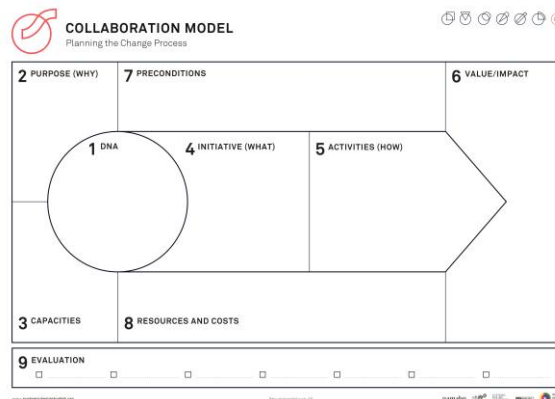 COLLABORATION MODEL
Planning the Change Process
2 PURPOSE (WHY)
7 PRECONDITIONS
6 VALUE/IMPACT
1 DNA
4 INITIATIVE (WHAT)
5 ACTIVITIES (HOW)
3 CAPACITIES
8 RESOURCES AND COSTS
9 EVALUATION